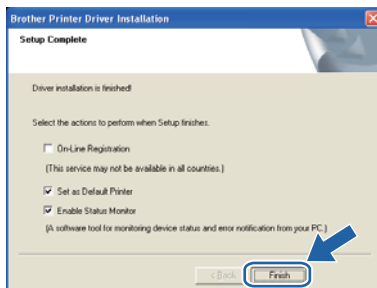 Brother Printer Driver Installation
Setup Complete
Driver installation is finished!
Select the actions to perform when Setup finishes.
On-Line Registration
(This service may not be available in all countries.)
Set as Default Printer
Enable Status Monitor
(A software tool for monitoring device status and error notification from your PC.)
< Back
Finish